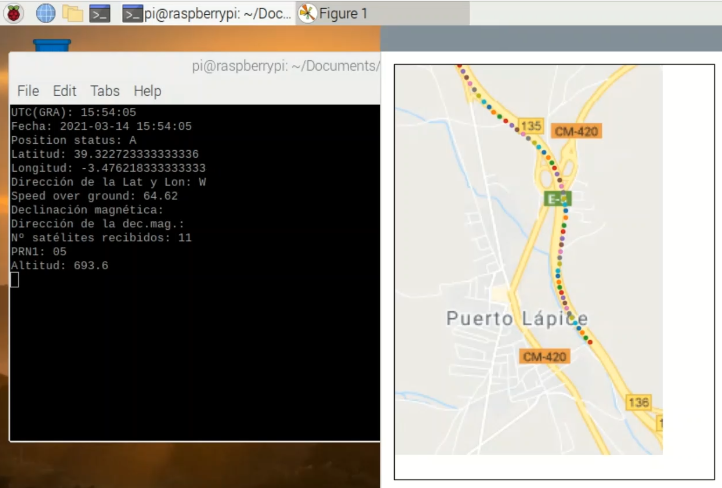 pi@raspberrypi: ~/Doc...
Figure 1
pi@raspberrypi: ~/Documents/
File Edit Tabs Help
UTC(GRA): 15:54:05
Fecha: 2021-03-14 15:54:05
Position status: A
Latitud: 39.322723333333336
Longitud: -3.476218333333333
Dirección de la Lat y Lon: W
Speed over ground: 64.62
Declinación magnética:
Dirección de la dec.mag.:
Nº satélites recibidos: 11
PRN1: 05
Altitud: 693.6
135
CM-420
Puerto Lápice
CM-420
136